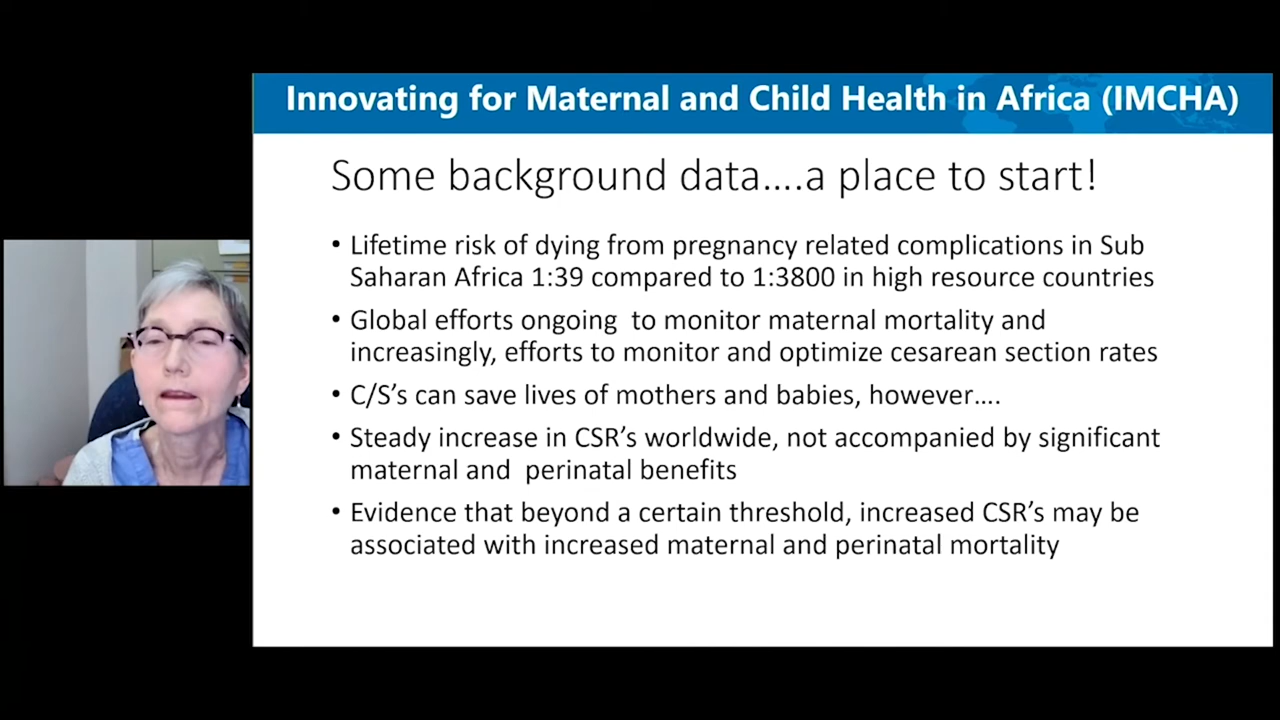 Innovating for Maternal and Child Health in Africa (IMCHA)
Some background data....a place to start!
• Lifetime risk of dying from pregnancy related complications in Sub
Saharan Africa 1:39 compared to 1:3800 in high resource countries
• Global efforts ongoing  to monitor maternal mortality and
increasingly, efforts to monitor and optimize cesarean section rates
• C/S’s can save lives of mothers and babies, however….
• Steady increase in CSR’s worldwide, not accompanied by significant
maternal and  perinatal benefits
• Evidence that beyond a certain threshold, increased CSR’s may be
associated with increased maternal and perinatal mortality